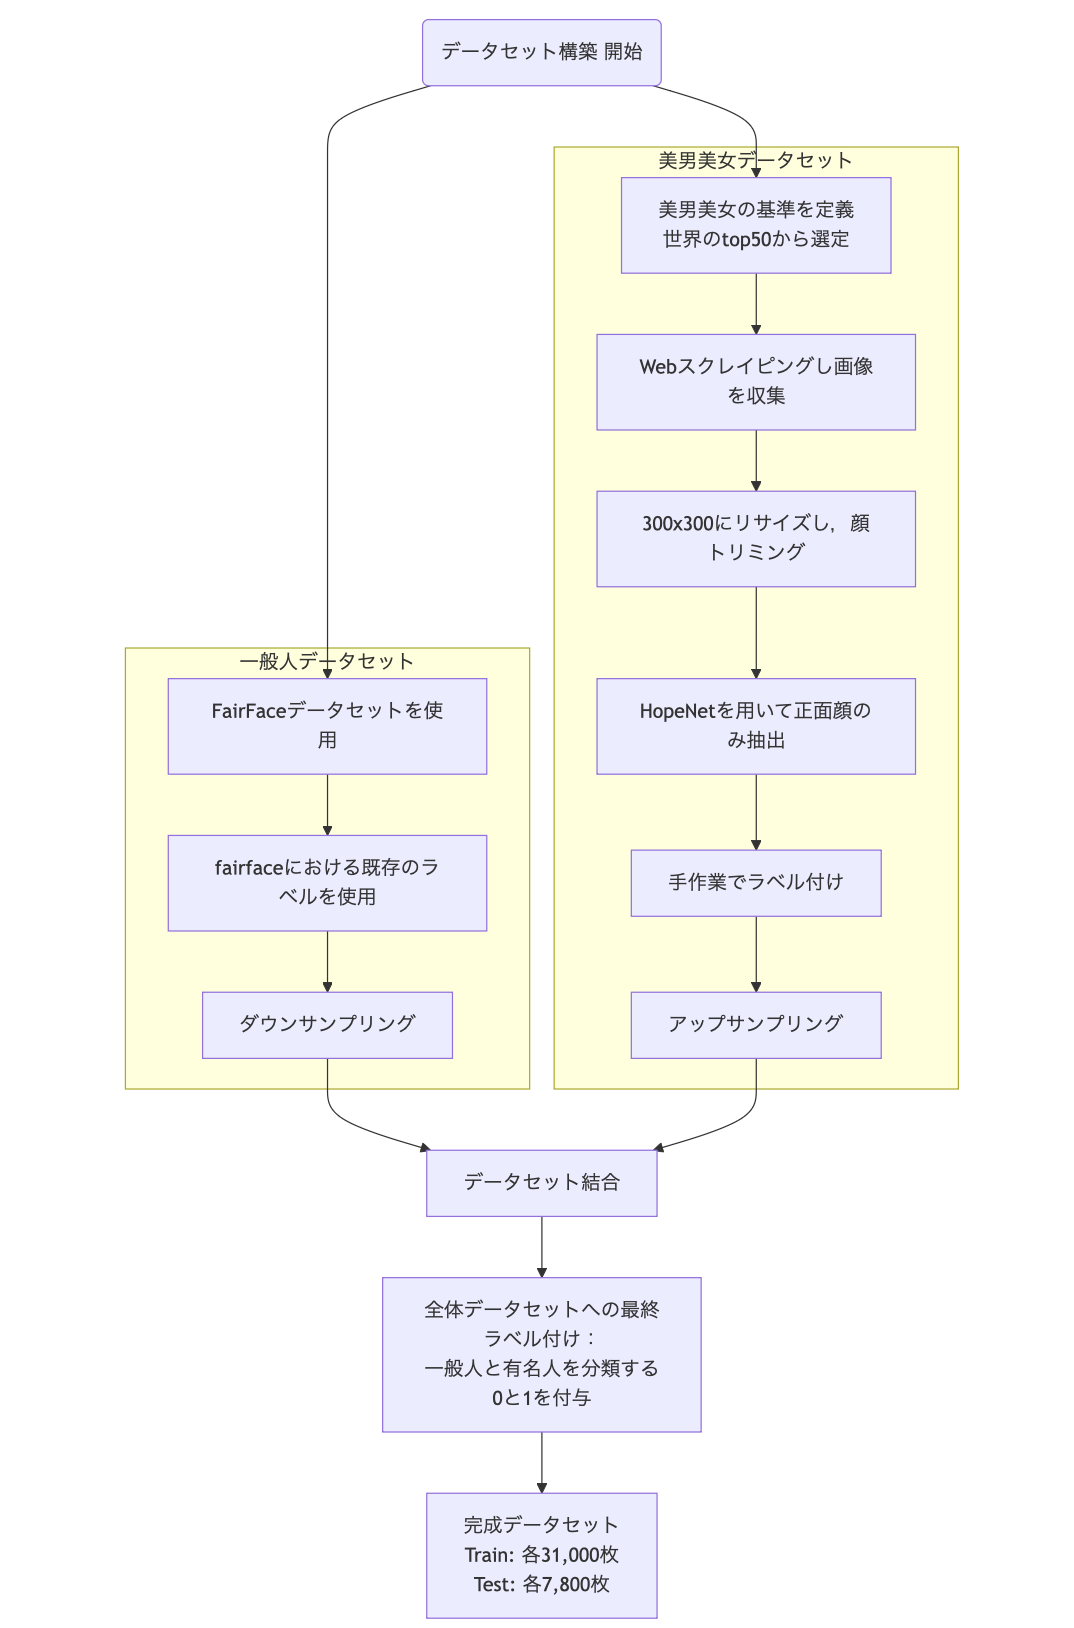 データセット構築 開始
美男美女データセット
美男美女の基準を定義
世界のtop50から選定
Webスクレイピングし画像
を収集
300x300にリサイズし，顔
トリミング
HopeNetを用いて正面顔の
み抽出
手作業でラベル付け
アップサンプリング
一般人データセット
FairFaceデータセットを使
用
fairfaceにおける既存のラ
ベルを使用
ダウンサンプリング
データセット結合
全体データセットへの最終
ラベル付け：
一般人と有名人を分類する
0と1を付与
完成データセット
Train: 各31,000枚
Test: 各7,800枚